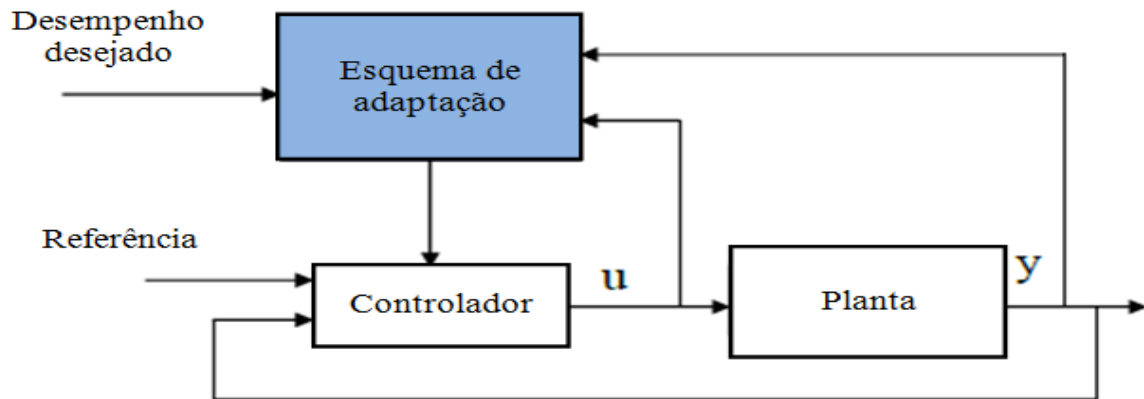 Desempenho
desejado
Esquema de
adaptação
Referência
Controlador
u
Planta
y